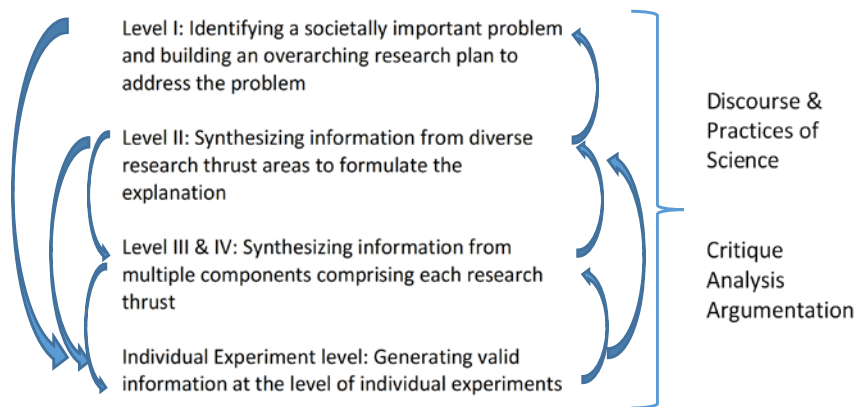 Level I: Identifying a societally important problem
and building an overarching research plan to
address the problem
Level II: Synthesizing information from diverse
research thrust areas to formulate the
explanation
Level III & IV: Synthesizing information from
multiple components comprising each research
thrust
Individual Experiment level: Generating valid
information at the level of individual experiments
Discourse &
Practices of
Science
Critique
Analysis
Argumentation